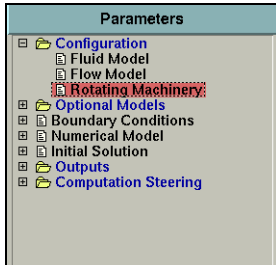 Parameters
Configuration
Fluid Model
Flow Model
Rotating Machinery
Optional Models
Boundary Conditions
Numerical Model
Initial Solution
Outputs
Computation Steering